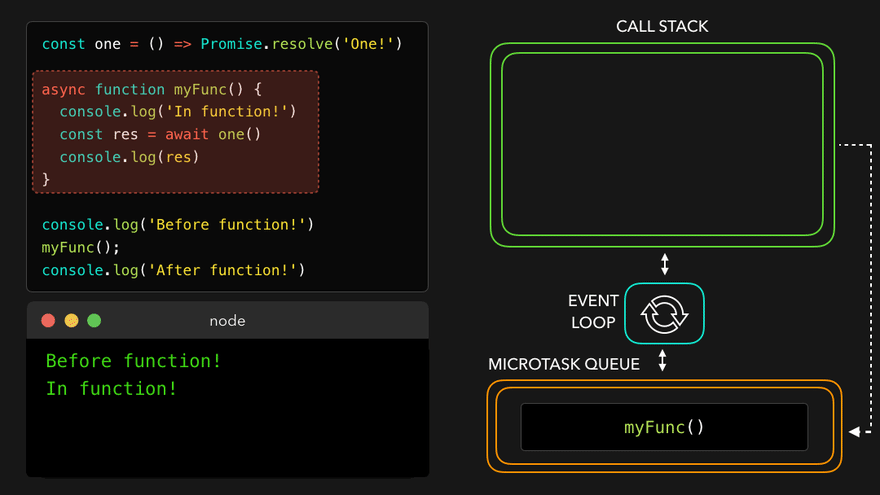 const one = () => Promise.resolve('One!')
async function myFunc() {
  console.log('In function!')
  const res = await one()
  console.log(res)
}
console.log('Before function!')
myFunc();
console.log('After function!')
node
Before function!
In function!
CALL STACK
EVENT
LOOP
MICROTASK QUEUE
myFunc()